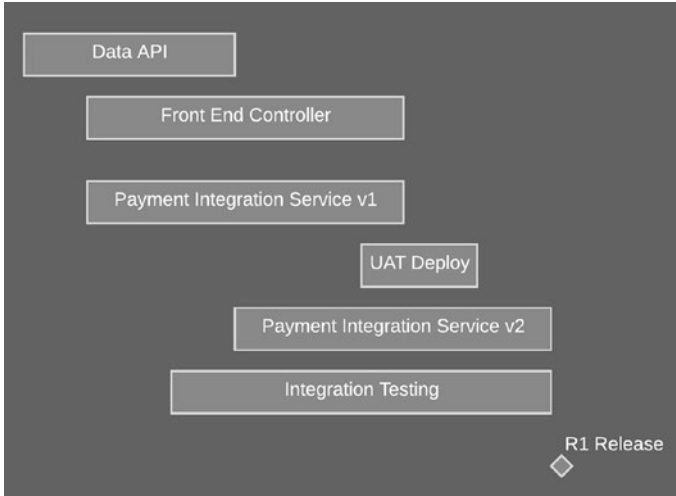 Data API
Front End Controller
Payment Integration Service v1
UAT Deploy
Payment Integration Service v2
Integration Testing
R1 Release